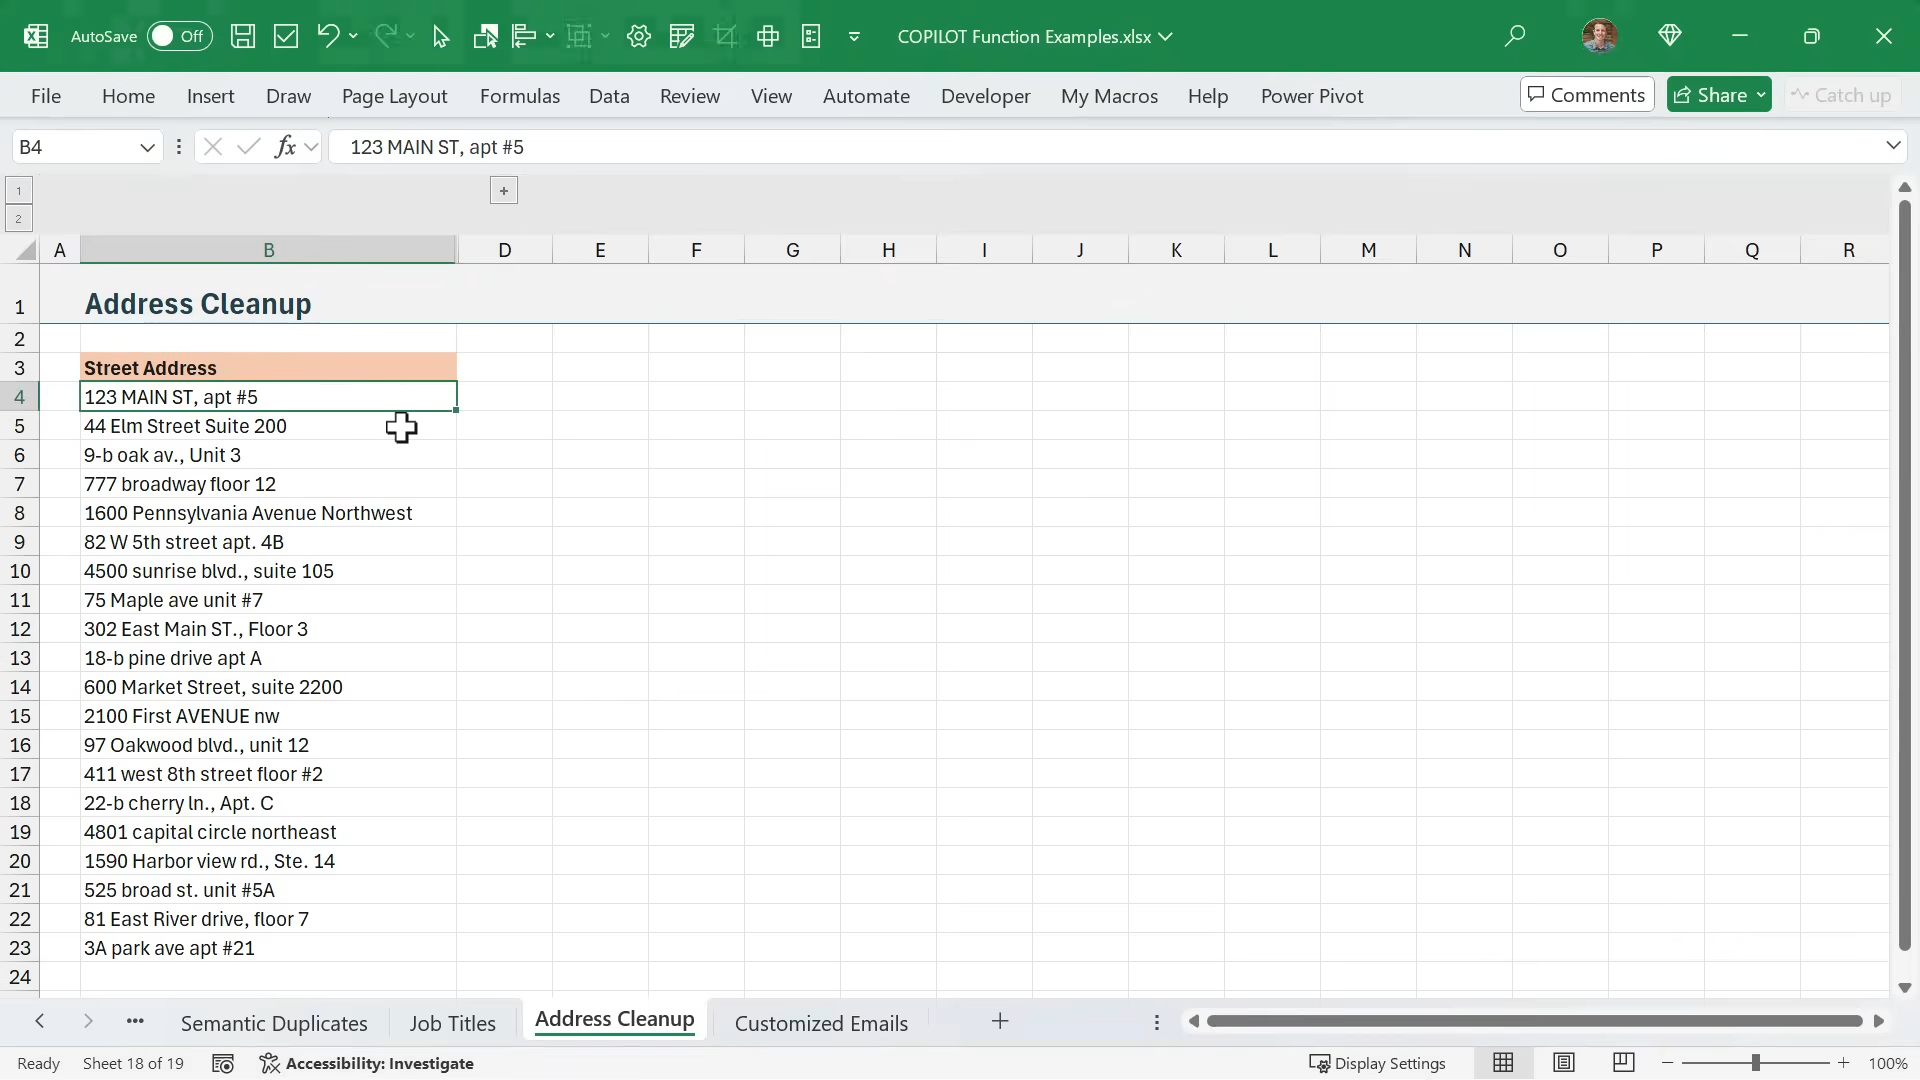 AutoSave Off COPILOT Function Examples.xlsx
File Home Insert Draw Page Layout Formulas Data Review View Automate Developer My Macros Help Power Pivot Comments Share Catch up
B4 fx 123 MAIN ST, apt #5
1 +
2
A B D E F G H I J K L M N O P Q R
1 Address Cleanup
2
3 Street Address
4 123 MAIN ST, apt #5
5 44 Elm Street Suite 200
6 9-b oak av., Unit 3
7 777 broadway floor 12
8 1600 Pennsylvania Avenue Northwest
9 82 W 5th street apt. 4B
10 4500 sunrise blvd., suite 105
11 75 Maple ave unit #7
12 302 East Main ST., Floor 3
13 18-b pine drive apt A
14 600 Market Street, suite 2200
15 2100 First AVENUE nw
16 97 Oakwood blvd., unit 12
17 411 west 8th street floor #2
18 22-b cherry ln., Apt. C
19 4801 capital circle northeast
20 1590 Harbor view rd., Ste. 14
21 525 broad st. unit #5A
22 81 East River drive, floor 7
23 3A park ave apt #21
24
Semantic Duplicates Job Titles Address Cleanup Customized Emails
Ready Sheet 18 of 19 Accessibility: Investigate Display Settings 100%